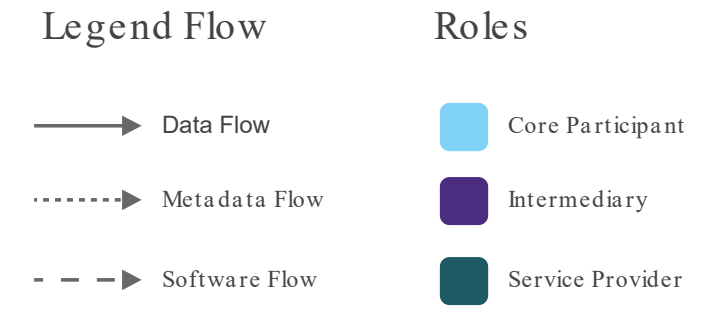 Legend Flow
Roles
Data Flow
Core Participant
Metadata Flow
Intermediary
Software Flow
Service Provider